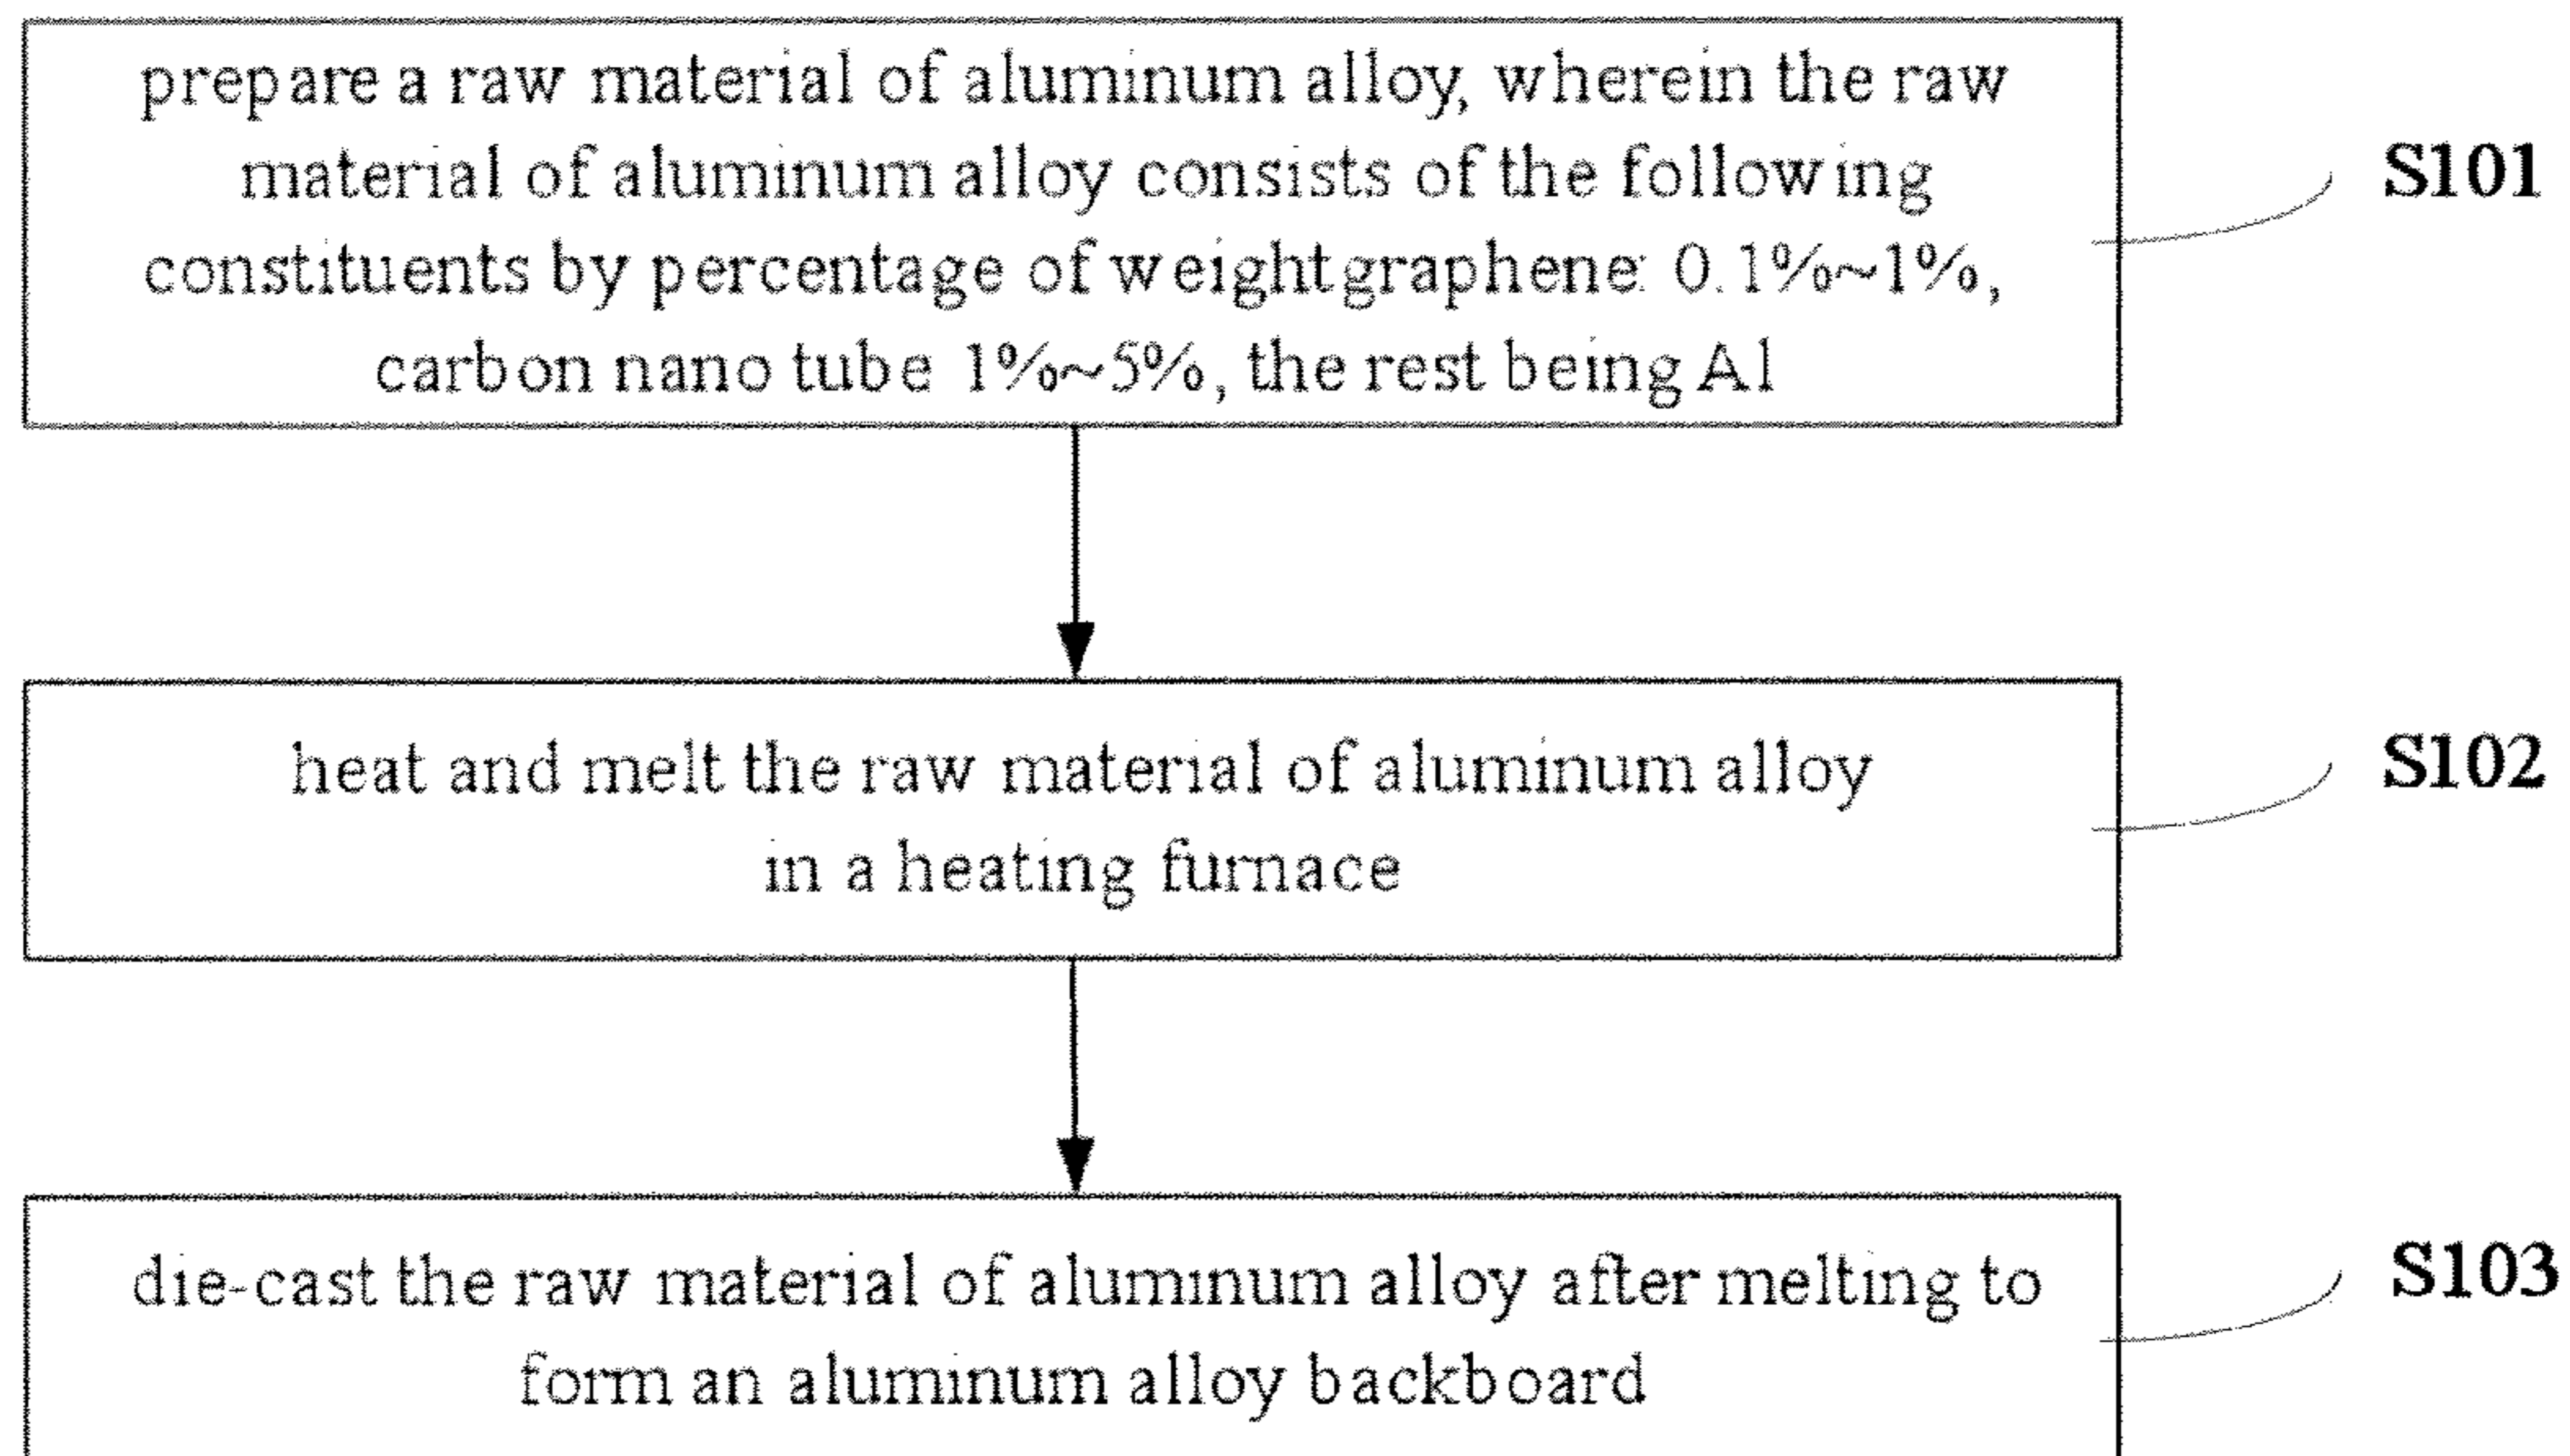 prepare a raw material of aluminum alloy, wherein the raw
material of aluminum alloy consists of the following
constituents by percentage of weight graphene: 0.1%~1%,
carbon nano tube 1%~5%, the rest being Al
S101
heat and melt the raw material of aluminum alloy
in a heating furnace
S102
die-cast the raw material of aluminum alloy after melting to
form an aluminum alloy backboard
S103